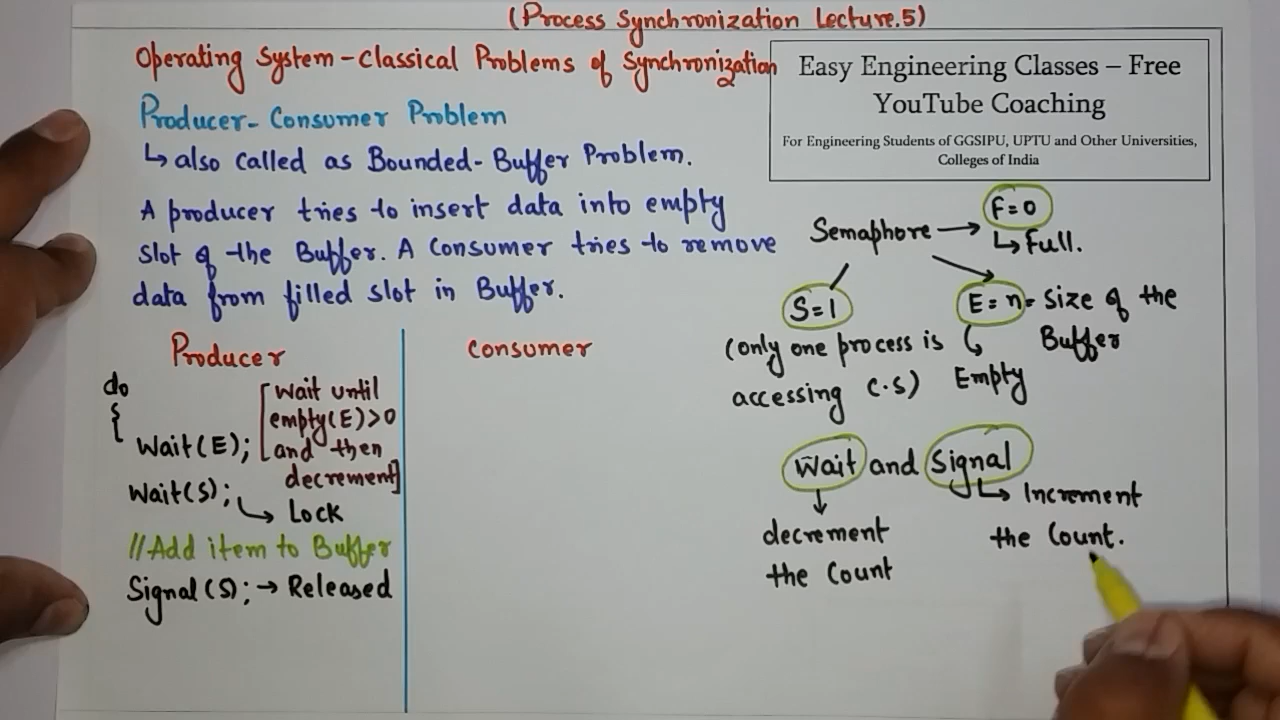 (Process Synchronization Lecture.5)
Operating System - Classical Problems of Synchronization
Easy Engineering Classes – Free
YouTube Coaching
For Engineering Students of GGSIPU, UPTU and Other Universities,
Colleges of India
Producer - Consumer Problem
↳ also called as Bounded - Buffer Problem.
A producer tries to insert data into empty
slot of the Buffer. A Consumer tries to remove
data from filled slot in Buffer.
Semaphore → F = 0
↳ Full.
S = 1
(only one process is
accessing C.S)
E = n = Size of the
Buffer
Empty
Wait and Signal
decrement
the Count
↳ Increment
the Count.
Producer
do
{
Wait(E);
[Wait until
empty(E)>0
and then
decrement]
Wait(S);
↳ Lock
//Add item to Buffer
Signal(S); → Released
Consumer